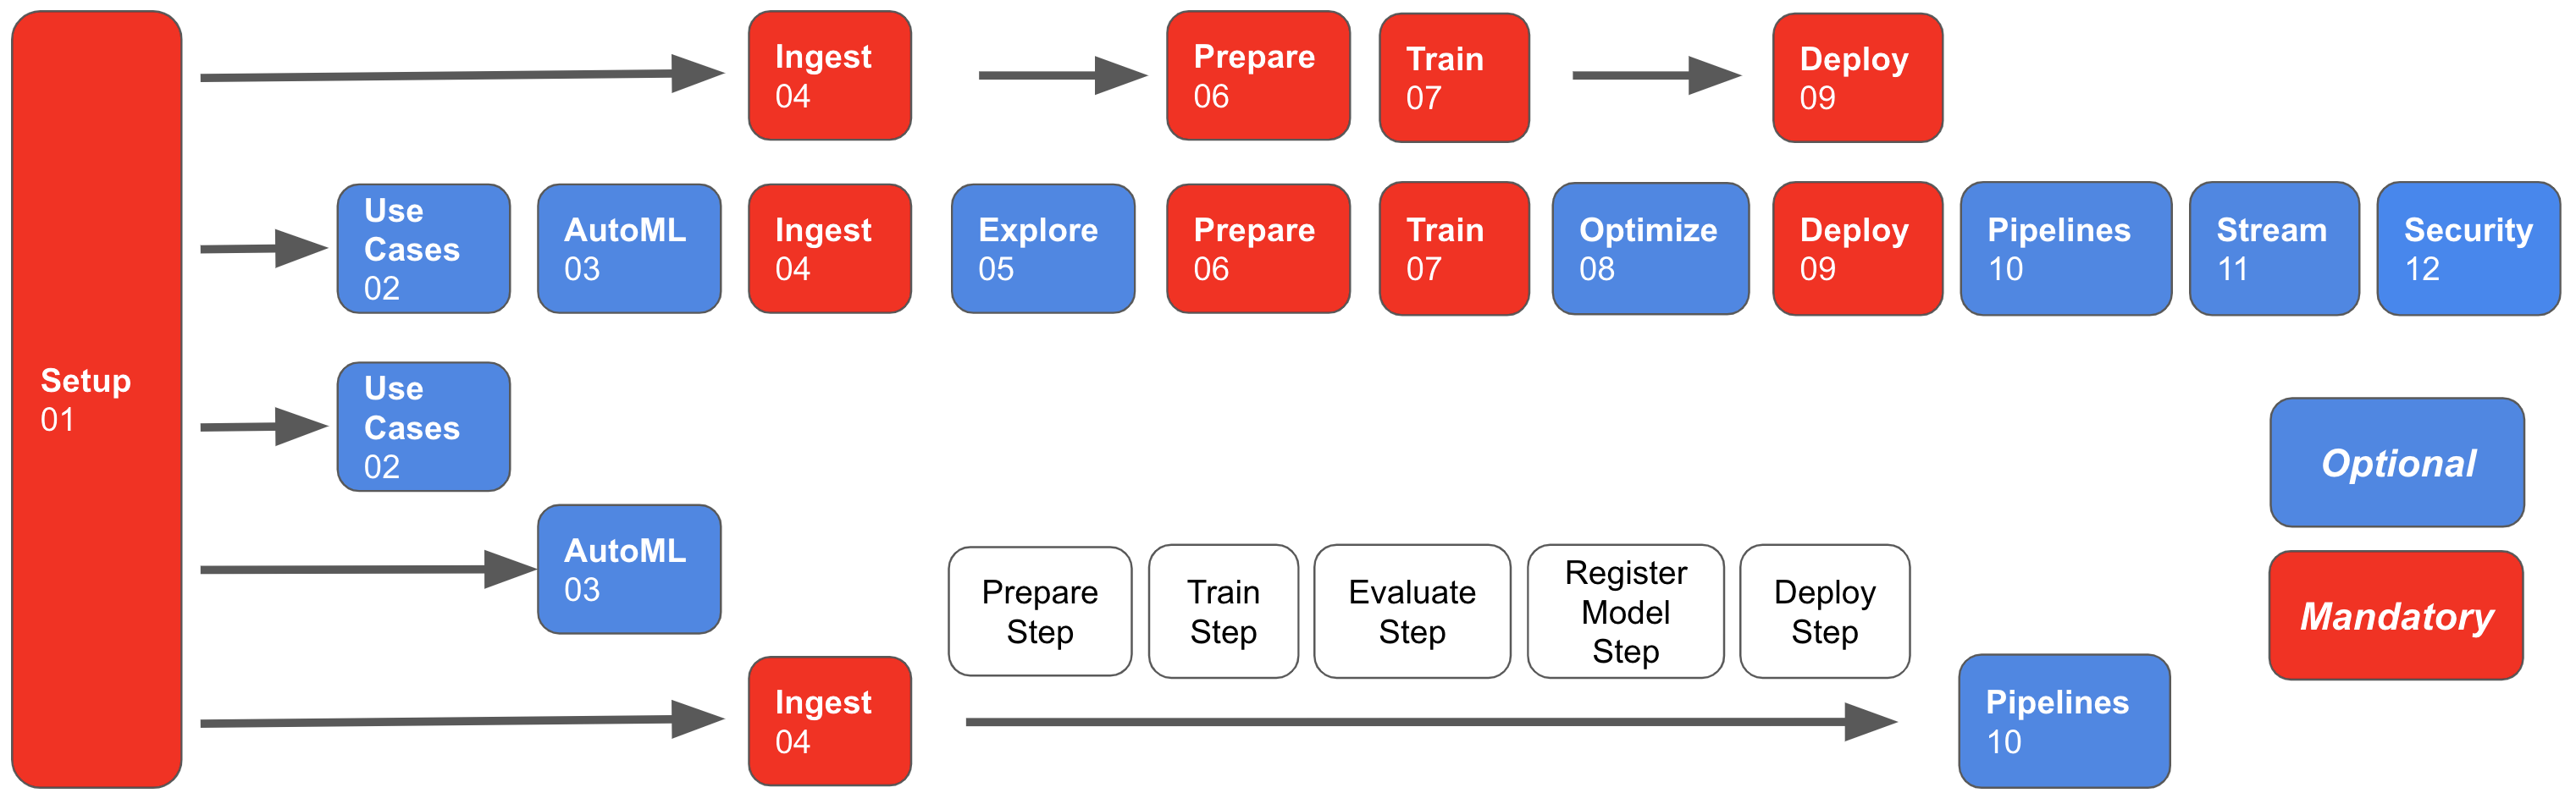 Setup
01
Ingest
04
Prepare
06
Train
07
Deploy
09
Use
Cases
02
AutoML
03
Ingest
04
Explore
05
Prepare
06
Train
07
Optimize
08
Deploy
09
Pipelines
10
Stream
11
Security
12
Use
Cases
02
AutoML
03
Ingest
04
Prepare
Step
Train
Step
Evaluate
Step
Register
Model
Step
Deploy
Step
Pipelines
10
Optional
Mandatory